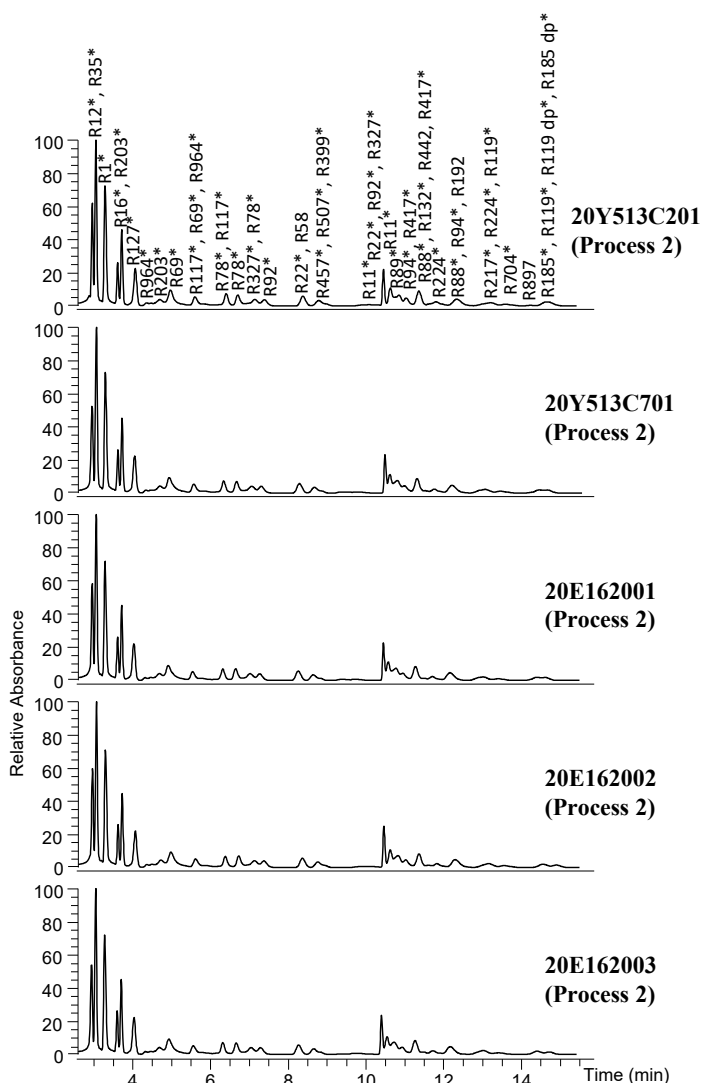 R12*, R35*
R1*
R16*, R203*
R127*
R964*
R203*
R69*
R117*, R69*, R964*
R78*, R117*
R78*
R327*, R78*
R92*
R22*, R58
R457*, R507*, R399*
R11*
R22*, R92*, R327*
R11*
R89*
R94*, R417*
R88*, R132*, R442, R417*
R224*
R88*, R94*, R192
R217*, R224*, R119*
R704*
R897
R185*, R119*, R119 dp*, R185 dp*
100
80
60
40
20
0
20Y513C201
(Process 2)
100
80
60
40
20
0
20Y513C701
(Process 2)
100
80
60
40
20
0
20E162001
(Process 2)
Relative Absorbance
100
80
60
40
20
0
20E162002
(Process 2)
100
80
60
40
20
0
20E162003
(Process 2)
4 6 8 10 12 14 Time (min)